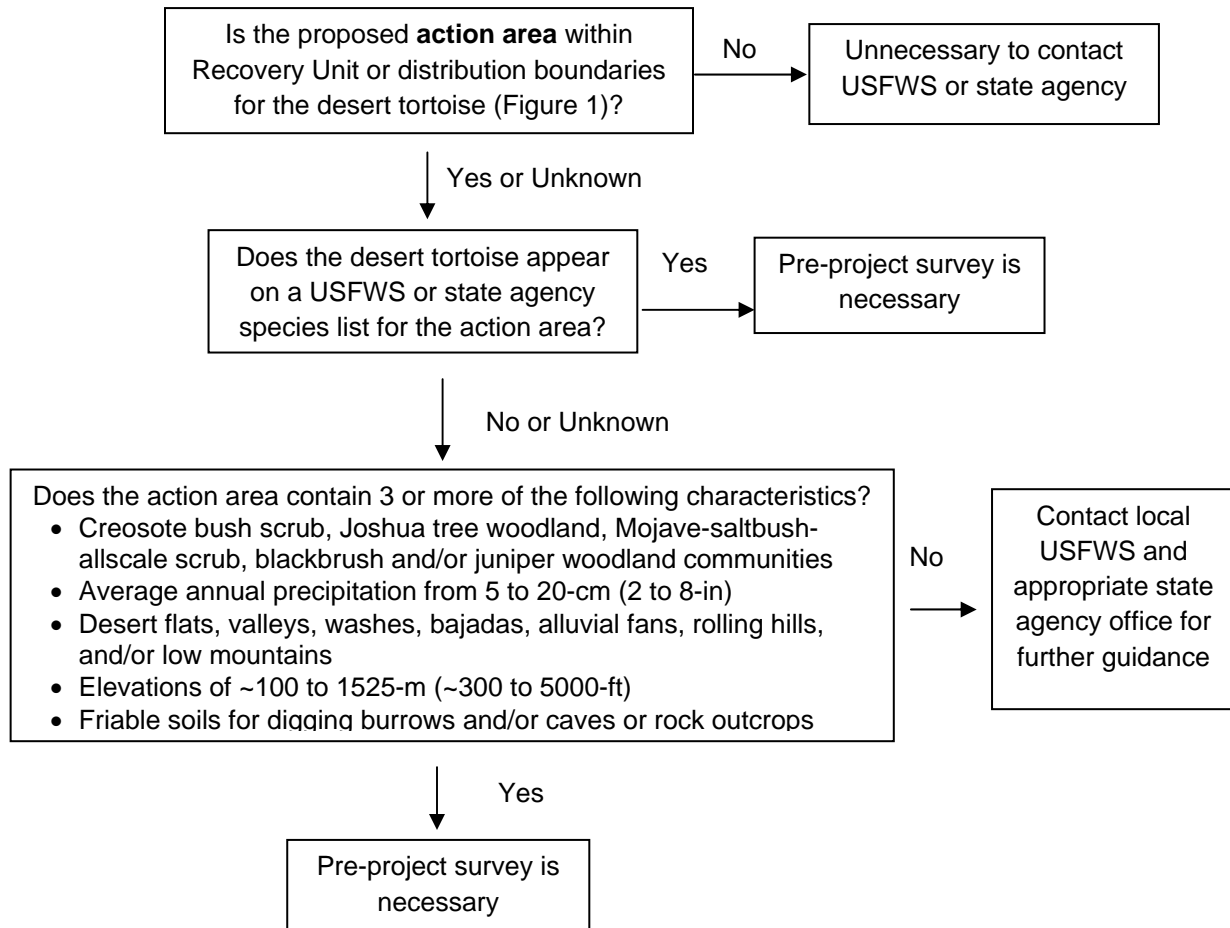 Is the proposed action area within
Recovery Unit or distribution boundaries
for the desert tortoise (Figure 1)?
No
Unnecessary to contact
USFWS or state agency
Yes or Unknown
Does the desert tortoise appear
on a USFWS or state agency
species list for the action area?
Yes
Pre-project survey is
necessary
No or Unknown
Does the action area contain 3 or more of the following characteristics?
• Creosote bush scrub, Joshua tree woodland, Mojave-saltbush-
allscale scrub, blackbrush and/or juniper woodland communities
• Average annual precipitation from 5 to 20-cm (2 to 8-in)
• Desert flats, valleys, washes, bajadas, alluvial fans, rolling hills,
and/or low mountains
• Elevations of ~100 to 1525-m (~300 to 5000-ft)
• Friable soils for digging burrows and/or caves or rock outcrops
No
Contact local
USFWS and
appropriate state
agency office for
further guidance
Yes
Pre-project survey is
necessary